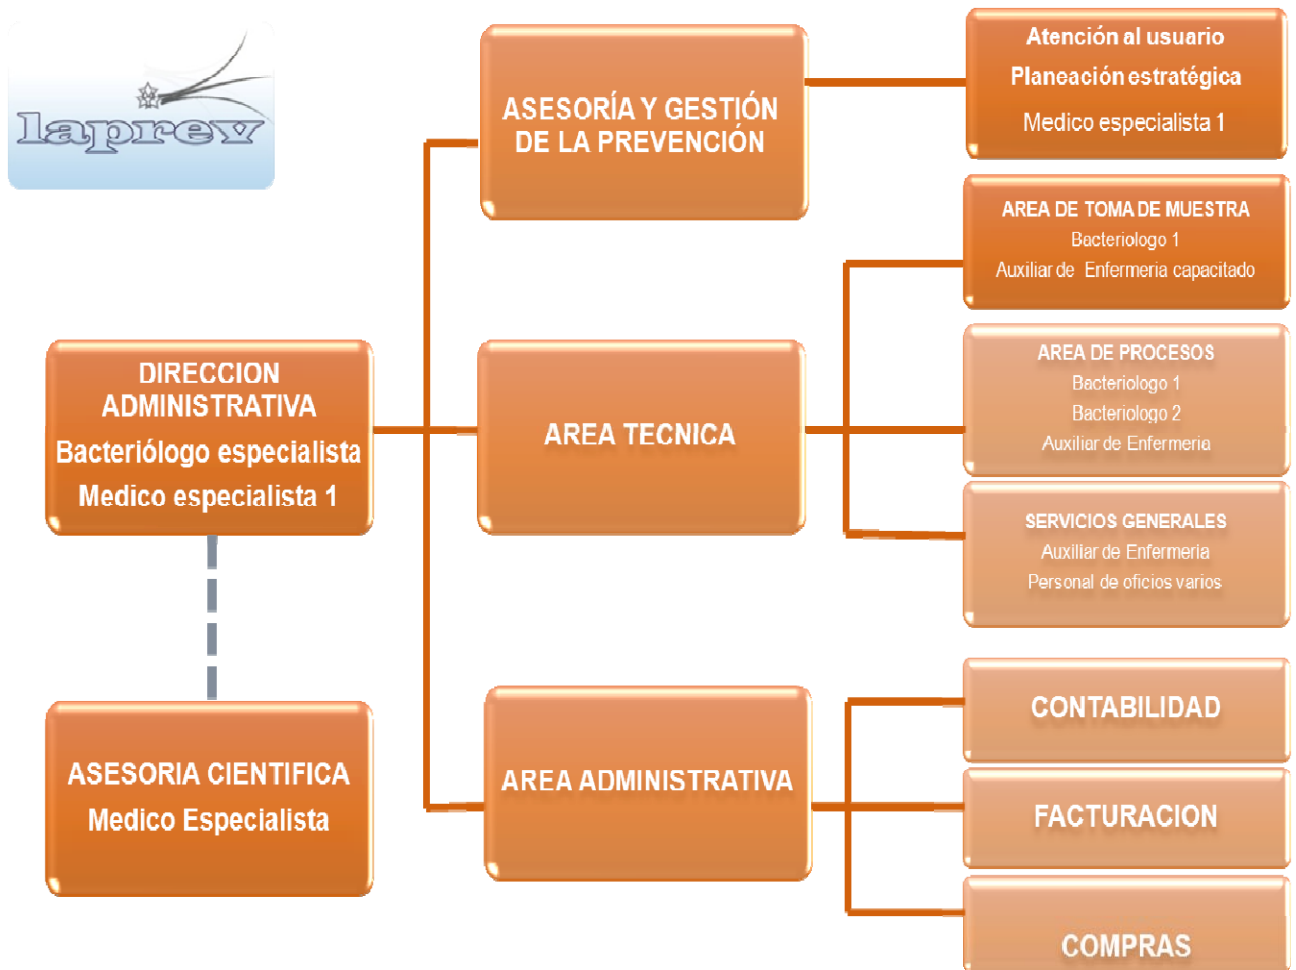 laprev
ASESORÍA Y GESTIÓN
DE LA PREVENCIÓN
Atención al usuario
Planeación estratégica
Medico especialista 1
AREA DE TOMA DE MUESTRA
Bacteriologo 1
Auxiliar de Enfermeria capacitado
DIRECCION
ADMINISTRATIVA
Bacteriólogo especialista
Medico especialista 1
AREA TECNICA
AREA DE PROCESOS
Bacteriologo 1
Bacteriologo 2
Auxiliar de Enfermeria
SERVICIOS GENERALES
Auxiliar de Enfermeria
Personal de oficios varios
ASESORIA CIENTIFICA
Medico Especialista
AREA ADMINISTRATIVA
CONTABILIDAD
FACTURACION
COMPRAS